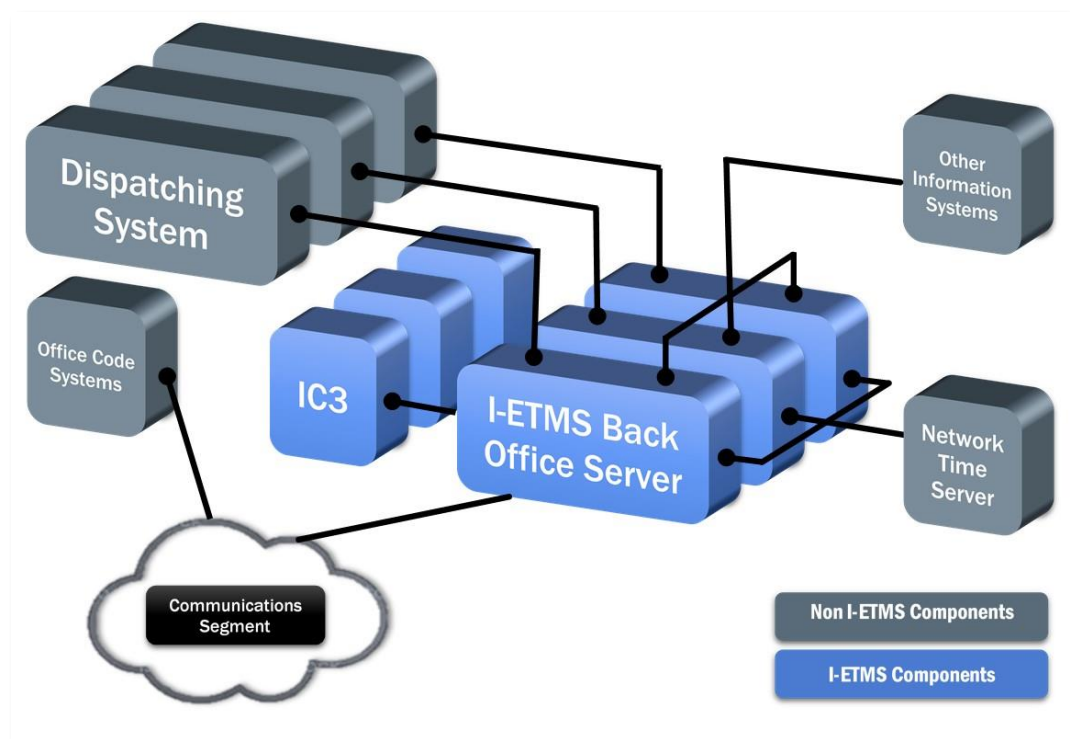 Dispatching
System
Other
Information
Systems
Office Code
Systems
IC3
I-ETMS Back
Office Server
Network
Time
Server
Communications
Segment
Non I-ETMS Components
I-ETMS Components